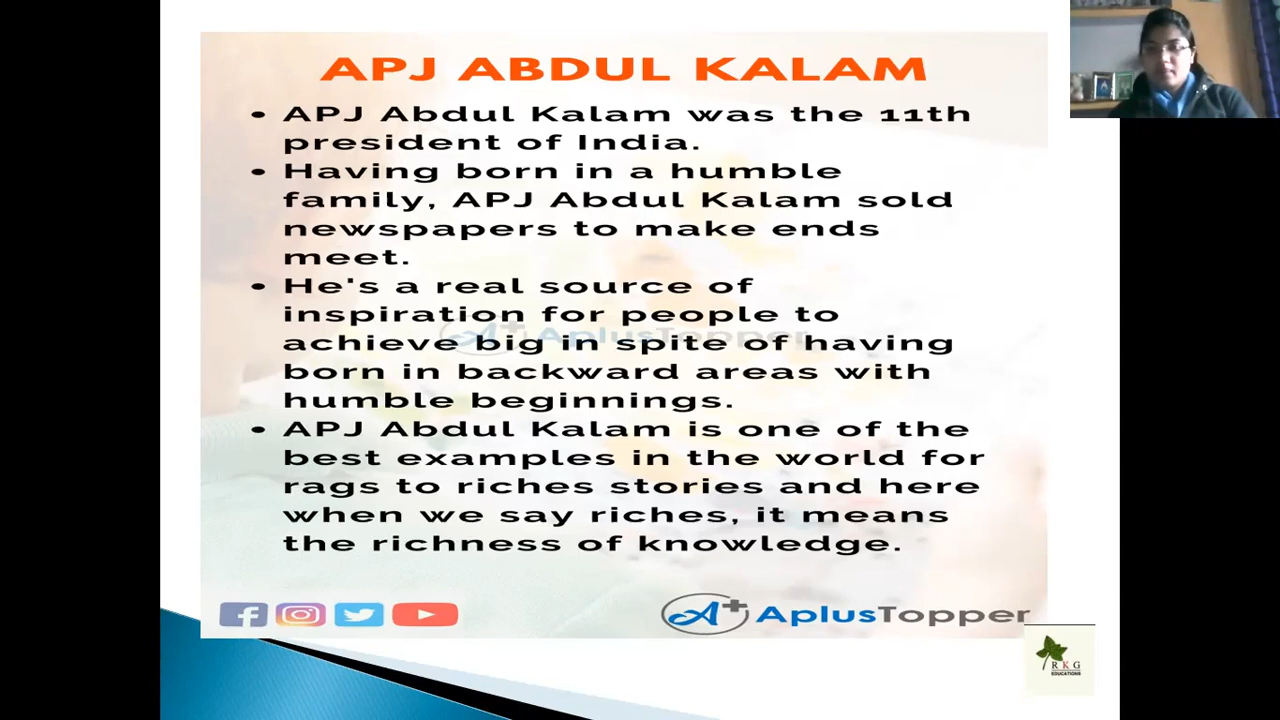 APJ ABDUL KALAM
• APJ Abdul Kalam was the 11th
president of India.
• Having born in a humble
family, APJ Abdul Kalam sold
newspapers to make ends
meet.
• He's a real source of
inspiration for people to
achieve big in spite of having
born in backward areas with
humble beginnings.
• APJ Abdul Kalam is one of the
best examples in the world for
rags to riches stories and here
when we say riches, it means
the richness of knowledge.
A+ AplusTopper
A+ AplusTopper
RKG
EDUCATIONS